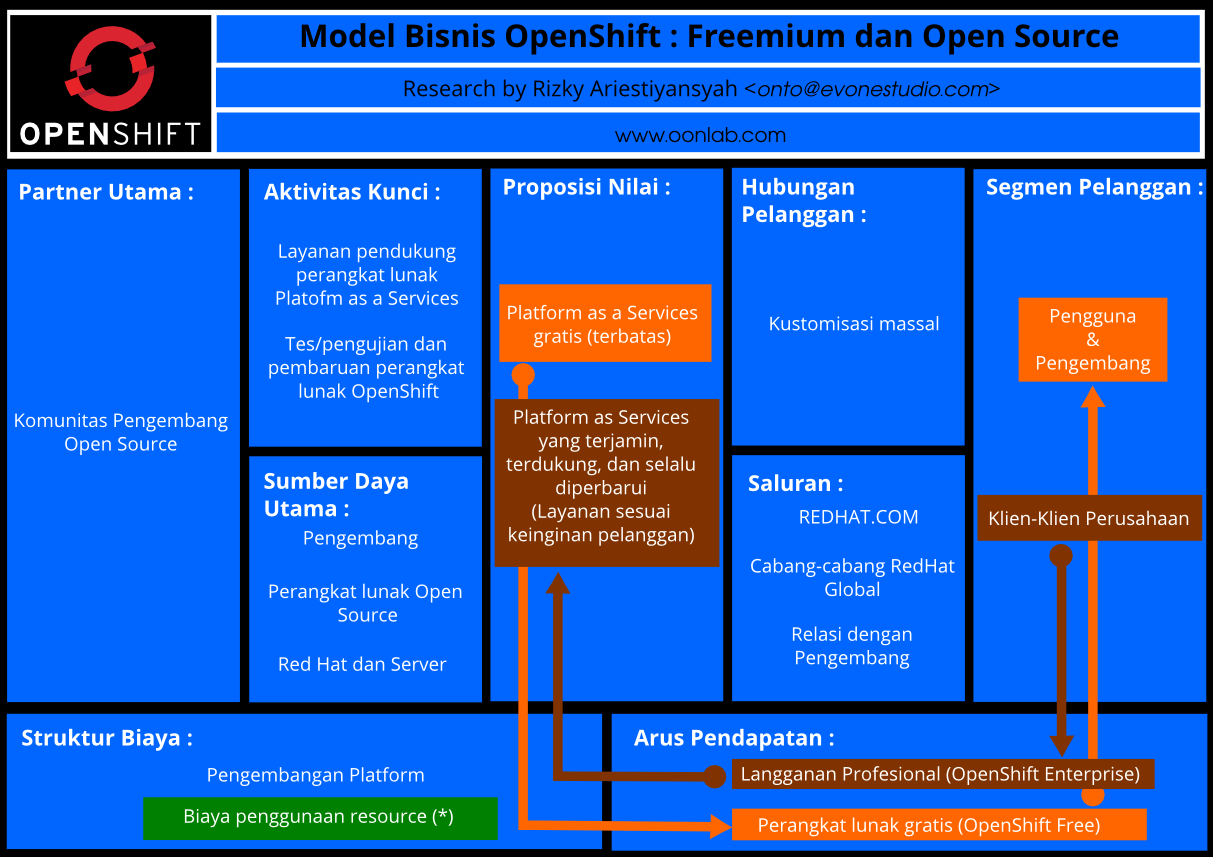 OPENSHIFT
Model Bisnis OpenShift : Freemium dan Open Source
Research by Rizky Ariestiyansyah <onto@evonestudio.com>
www.oonlab.com
Partner Utama :
Komunitas Pengembang
Open Source
Aktivitas Kunci :
Layanan pendukung
perangkat lunak
Platofm as a Services
Tes/pengujian dan
pembaruan perangkat
lunak OpenShift
Sumber Daya
Utama :
Pengembang
Perangkat lunak Open
Source
Red Hat dan Server
Proposisi Nilai :
Platform as a Services
gratis (terbatas)
Platform as Services
yang terjamin,
terdukung, dan selalu
diperbarui
(Layanan sesuai
keinginan pelanggan)
Hubungan
Pelanggan :
Kustomisasi massal
Saluran :
REDHAT.COM
Cabang-cabang RedHat
Global
Relasi dengan
Pengembang
Segmen Pelanggan :
Pengguna
&
Pengembang
Klien-Klien Perusahaan
Struktur Biaya :
Pengembangan Platform
Biaya penggunaan resource (*)
Arus Pendapatan :
Langganan Profesional (OpenShift Enterprise)
Perangkat lunak gratis (OpenShift Free)